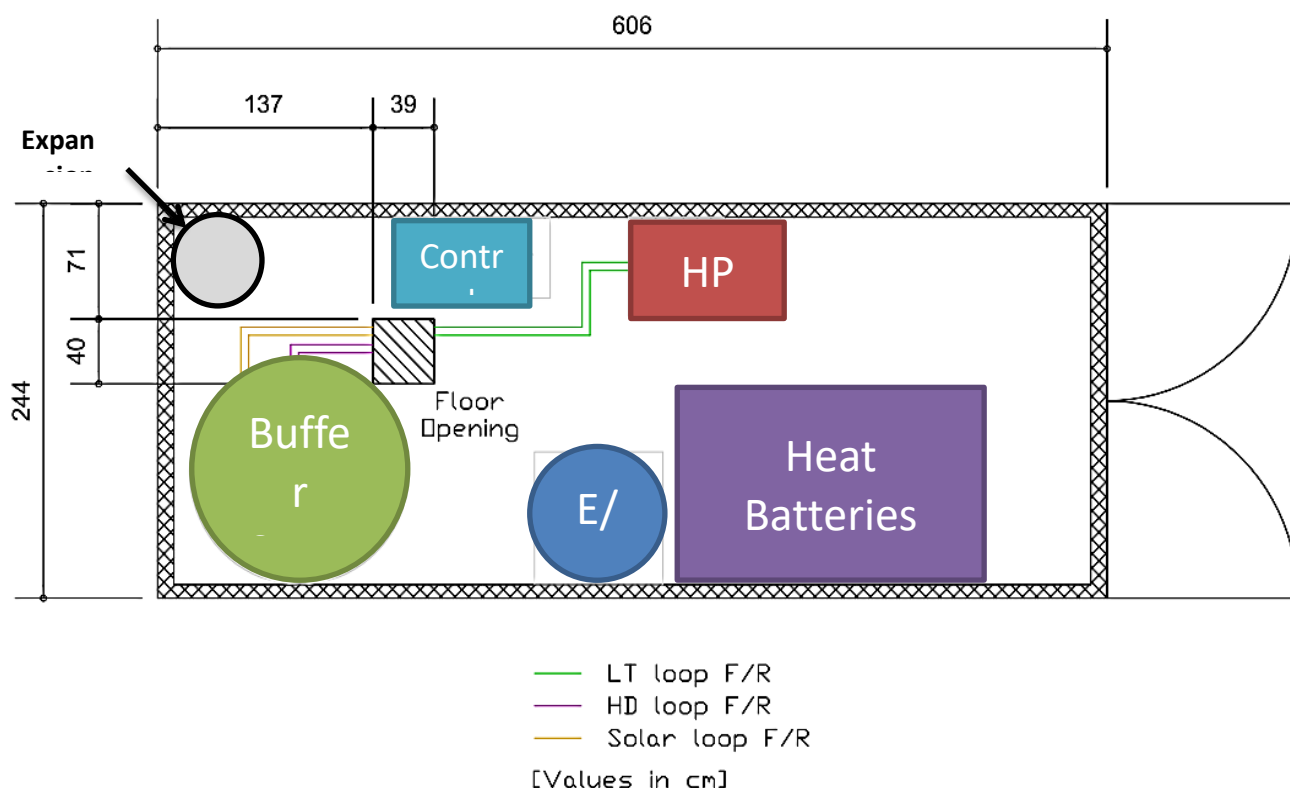 606
137
39
Expan
71
40
244
Contr
HP
Floor
Opening
Buffe
r
E/
Heat
Batteries
LT loop F/R
HD loop F/R
Solar loop F/R
[Values in cm]